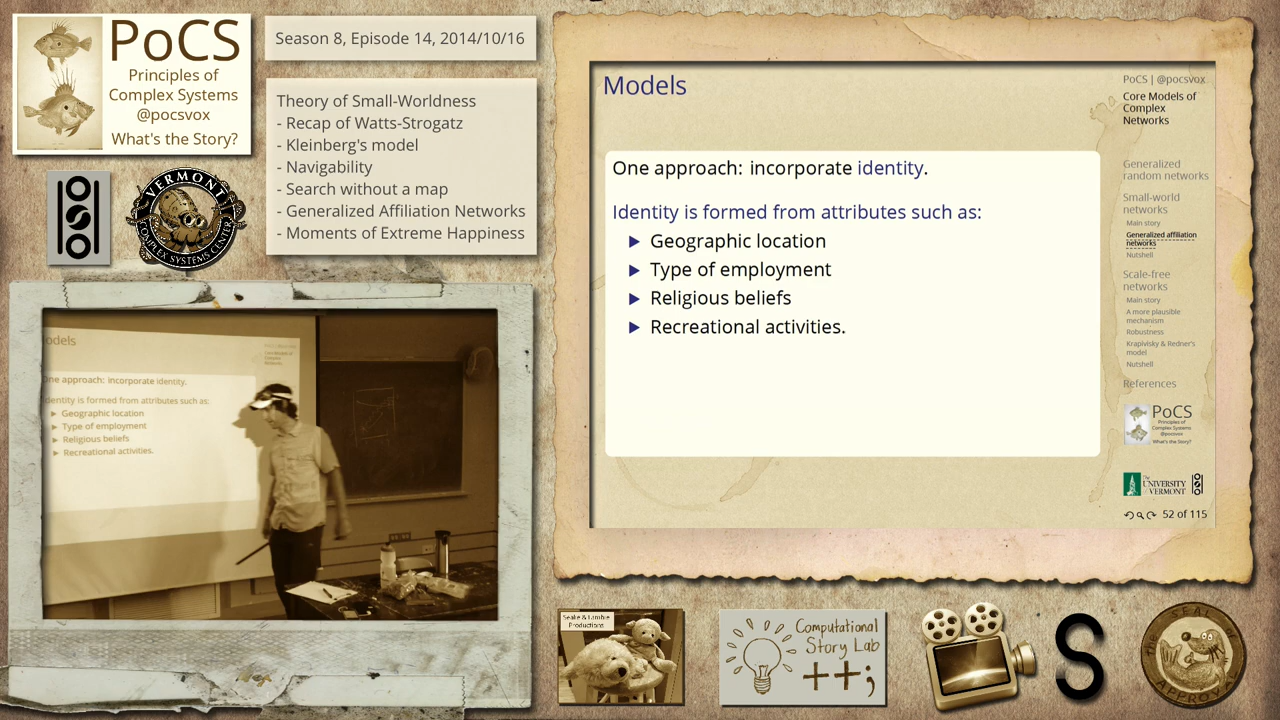 PoCS
Principles of
Complex Systems
@pocsvox
What's the Story?
Season 8, Episode 14, 2014/10/16
Theory of Small-Worldness
- Recap of Watts-Strogatz
- Kleinberg's model
- Navigability
- Search without a map
- Generalized Affiliation Networks
- Moments of Extreme Happiness
VERMONT
COMPLEX SYSTEMS CENTER
odels
One approach: incorporate identity.
dentity is formed from attributes such as:
Geographic location
Type of employment
Religious beliefs
Recreational activities.
Models
One approach: incorporate identity.
Identity is formed from attributes such as:
Geographic location
Type of employment
Religious beliefs
Recreational activities.
PoCS | @pocsvox
Core Models of
Complex
Networks
Generalized
random networks
Small-world
networks
Main story
Generalized affiliation
networks
Nutshell
Scale-free
networks
Main story
A more plausible
mechanism
Robustness
Krapivsky & Redner's
model
Nutshell
References
PoCS
Principles of
Complex Systems
@pocsvox
What's the Story?
The
UNIVERSITY
of VERMONT
52 of 115
Seake & Lambie
Productions
Computational
Story Lab
++;
S
THE SEAL OF
APPROVAL